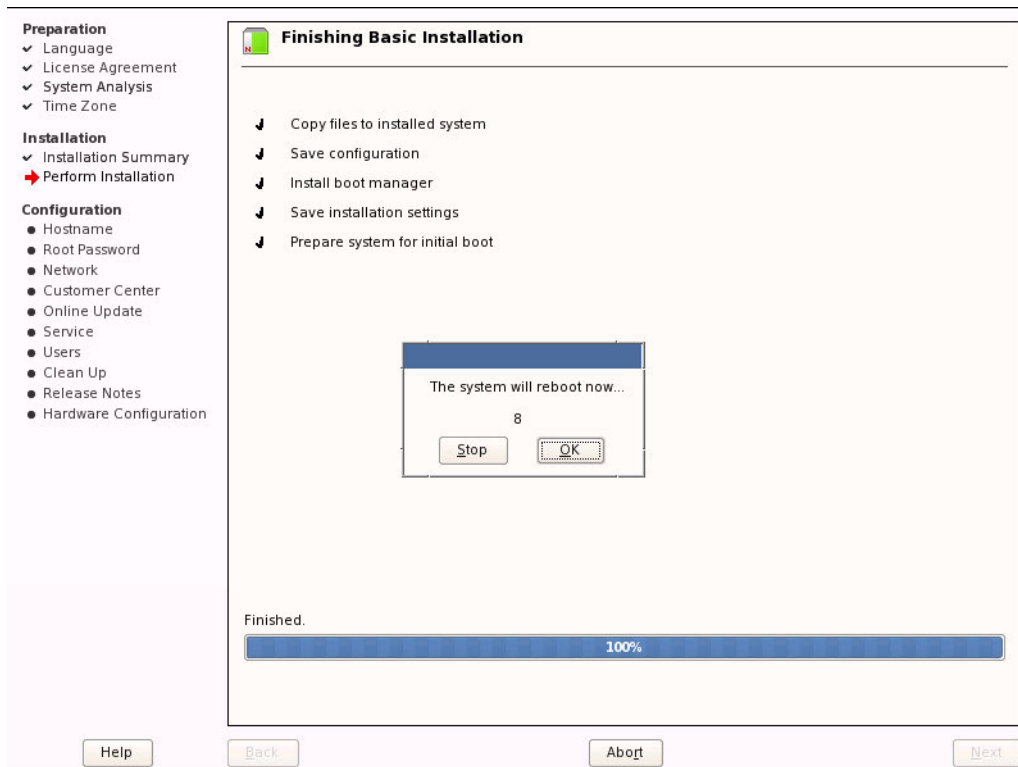 Preparation
Language
License Agreement
System Analysis
Time Zone
Installation
Installation Summary
Perform Installation
Configuration
Hostname
Root Password
Network
Customer Center
Online Update
Service
Users
Clean Up
Release Notes
Hardware Configuration
N
Finishing Basic Installation
Copy files to installed system
Save configuration
Install boot manager
Save installation settings
Prepare system for initial boot
The system will reboot now...
8
Stop
OK
Finished.
100%
Help
Back
Abort
Next